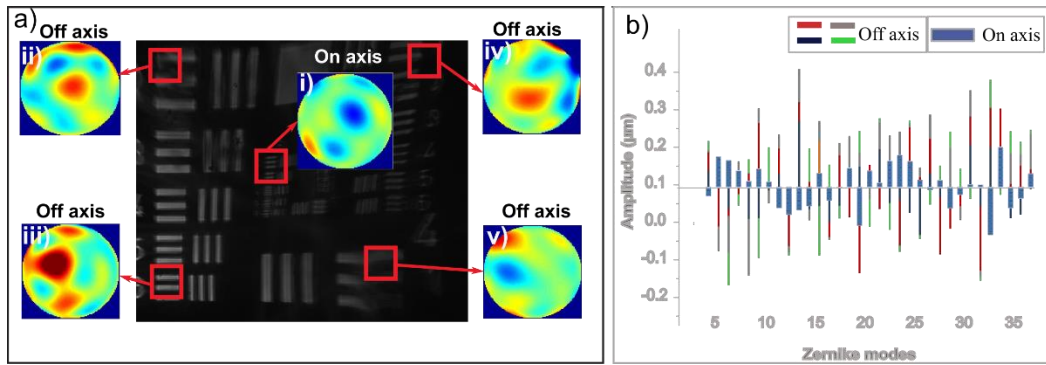 a)
Off axis
ii)
On axis
i)
Off axis
iv)
Off axis
iii)
Off axis
v)
b)
Off axis
On axis
Amplitude (µm)
0.4
0.3
0.2
0.1
0.0
-0.1
-0.2
5 10 15 20 25 30 35
Zernike modes